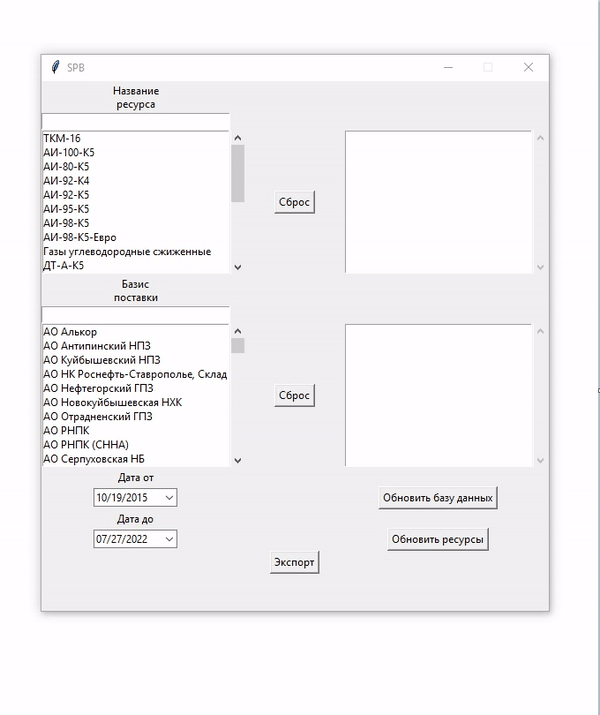 SPB
Название
ресурса
ТКМ-16
АИ-100-К5
АИ-80-К5
АИ-92-К4
АИ-92-К5
АИ-95-К5
АИ-98-К5
АИ-98-К5-Евро
Газы углеводородные сжиженные
ДТ-А-К5
Сброс
Базис
поставки
АО Алькор
АО Антипинский НПЗ
АО Куйбышевский НПЗ
АО НК Роснефть-Ставрополье, Склад
АО Нефтегорский ГПЗ
АО Новокуйбышевская НХК
АО Отрадненский ГПЗ
АО РНПК
АО РНПК (СННА)
АО Серпуховская НБ
Сброс
Дата от
10/19/2015
Обновить базу данных
Дата до
07/27/2022
Обновить ресурсы
Экспорт